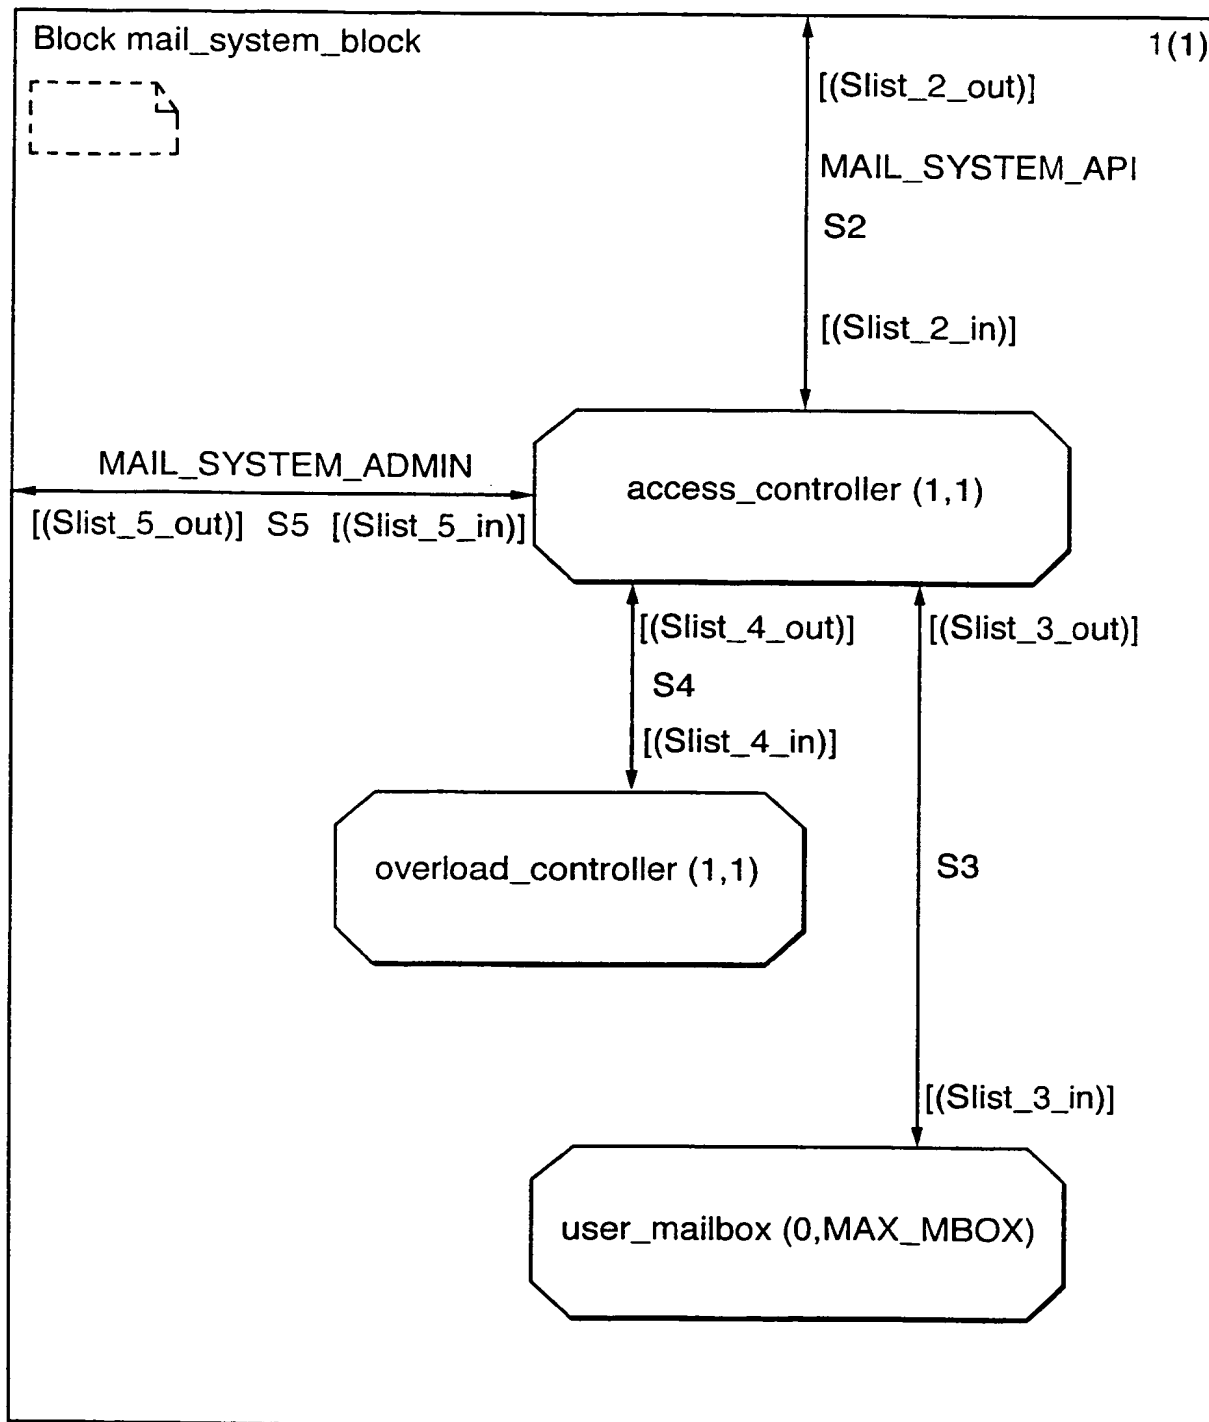 Block mail_system_block
1(1)
[(Slist_2_out)]
MAIL_SYSTEM_API
S2
[(Slist_2_in)]
MAIL_SYSTEM_ADMIN
[(Slist_5_out)] S5 [(Slist_5_in)]
access_controller (1,1)
[(Slist_4_out)]
[(Slist_3_out)]
S4
[(Slist_4_in)]
overload_controller (1,1)
S3
[(Slist_3_in)]
user_mailbox (0,MAX_MBOX)